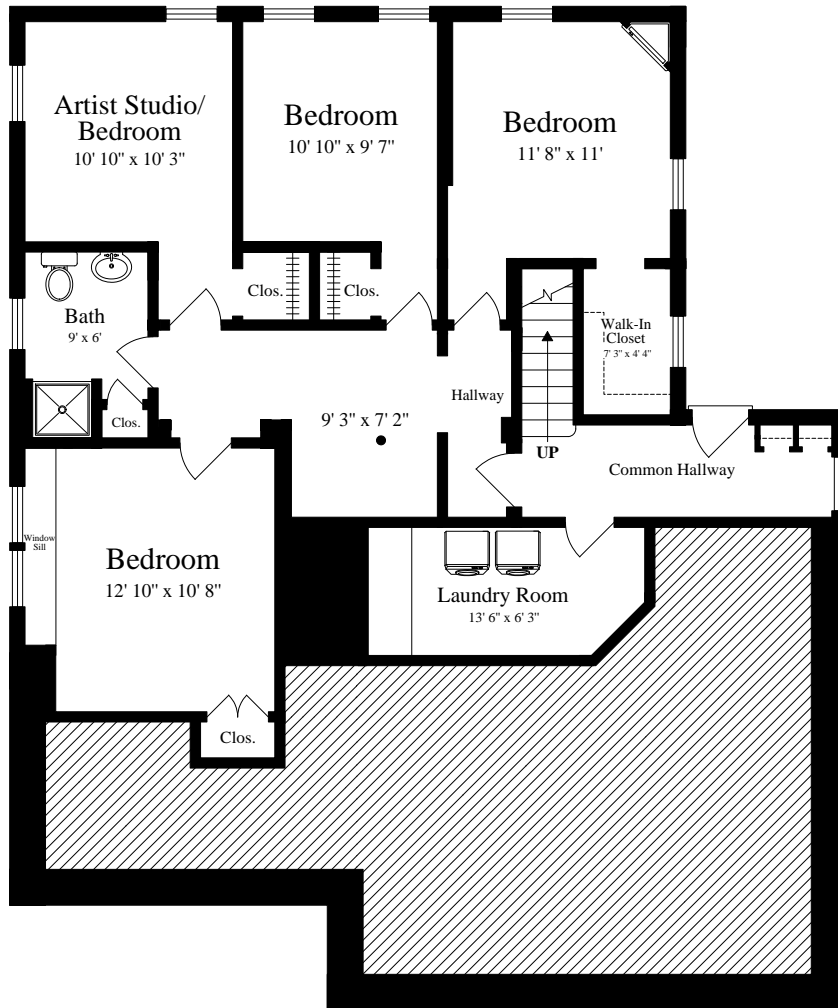 Artist Studio/
Bedroom
10' 10" x 10' 3"
Bedroom
10' 10" x 9' 7"
Bedroom
11' 8" x 11'
Clos.
Clos.
Bath
9' x 6'
Walk-In
Closet
7' 3" x 4' 4"
Hallway
9' 3" x 7' 2"
Clos.
UP
Common Hallway
Window
Sill
Bedroom
12' 10" x 10' 8"
Laundry Room
13' 6" x 6' 3"
Clos.